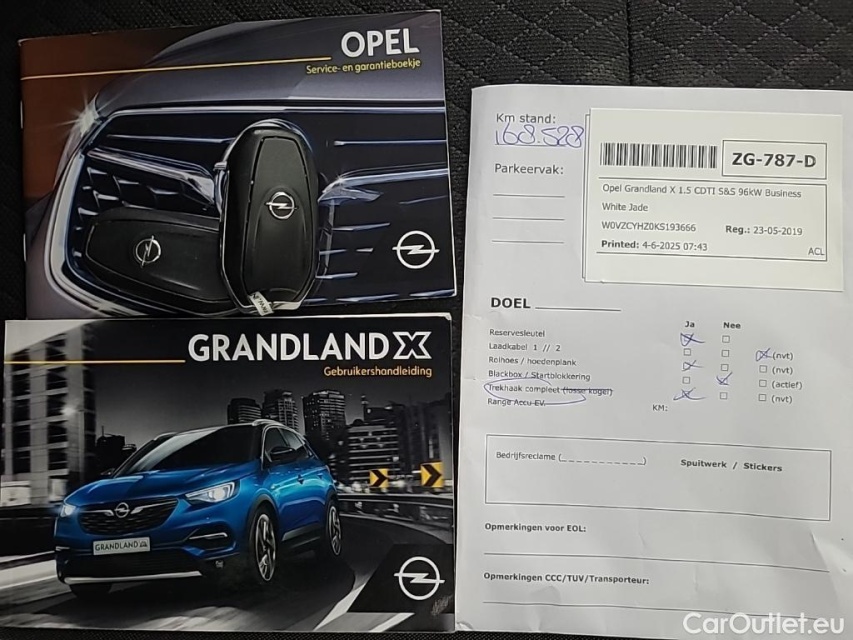 OPEL
Service- en garantieboekje
GRANDLAND X
Gebruikershandleiding
GRANDLAND X
Km stand:
168.528
Parkeervak:
ZG-787-D
Opel Grandland X 1.5 CDTI S&S 96kW Business
White Jade
W0VZCYHZ0KS193666 Reg.: 23-05-2019
Printed: 4-6-2025 07:43 ACL
DOEL
Ja Nee
Reservesleutel
Laadkabel 1 // 2 (nvt)
Rolhoes / hoedenplank (nvt)
Blackbox / Startblokkering (actief)
Trekhaak compleet (losse kogel) (nvt)
Range Accu EV. KM:
Bedrijfsreclame (_ _ _ _ _ _ _ _ _ _) Spuitwerk / Stickers
Opmerkingen voor EOL:
Opmerkingen CCC/TUV/Transporteur:
CarOutlet.eu